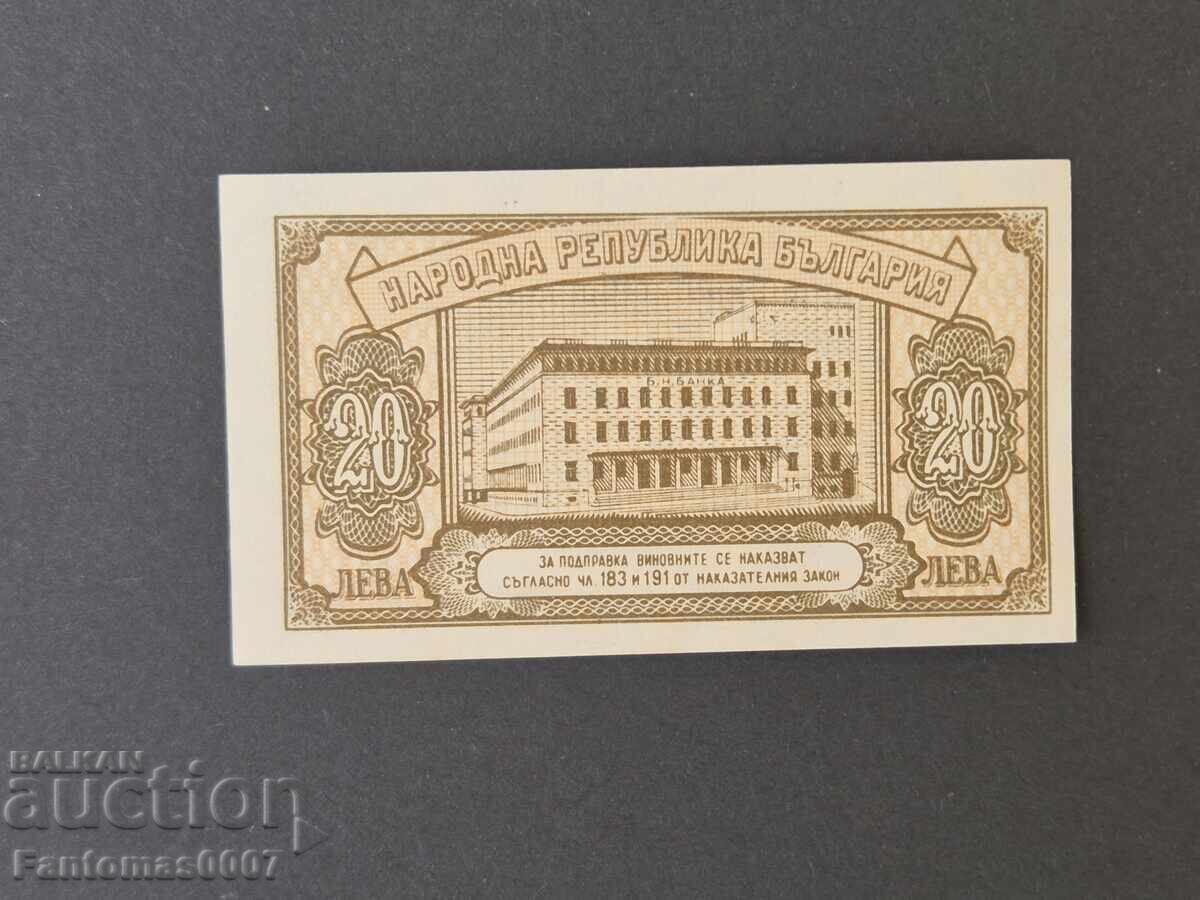 НАРОДНА РЕПУБЛИКА БЪЛГАРИЯ
Б.Н.БАНКА
20
20
ЛЕВА
ЗА ПОДПРАВКА ВИНОВНИТЕ СЕ НАКАЗВАТ
СЪГЛАСНО ЧЛ. 183 И 191 ОТ НАКАЗАТЕЛНИЯ ЗАКОН
ЛЕВА
BALKAN
auction
Fantomas0007